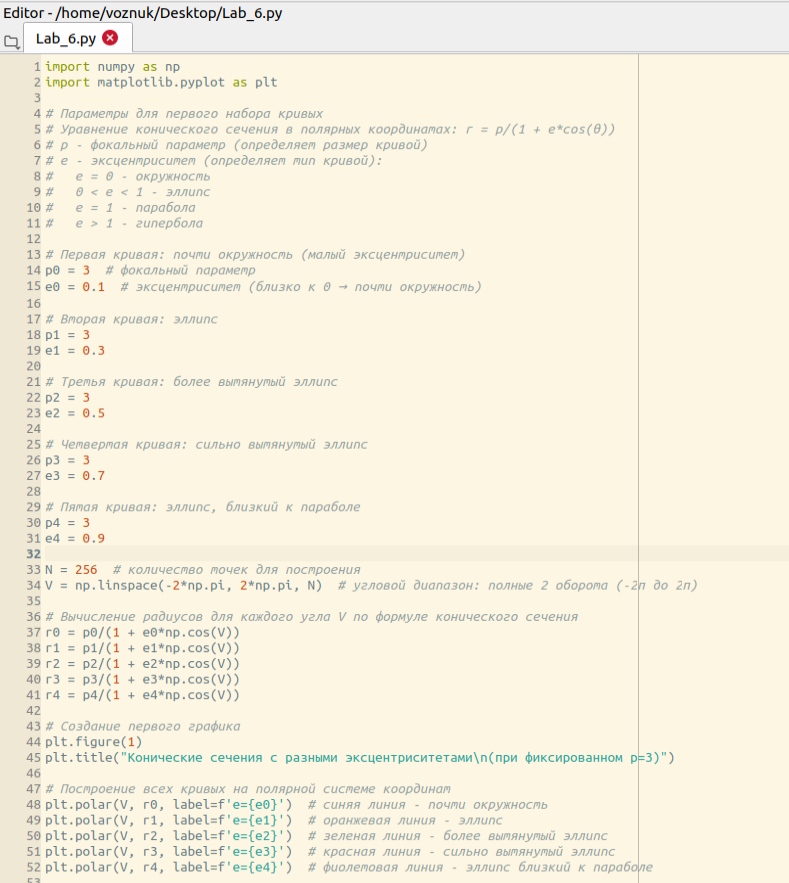 Editor - /home/voznuk/Desktop/Lab_6.py
Lab_6.py
1 import numpy as np
2 import matplotlib.pyplot as plt
3
4 # Параметры для первого набора кривых
5 # Уравнение конического сечения в полярных координатах: r = p/(1 + e*cos(θ))
6 # p - фокальный параметр (определяет размер кривой)
7 # e - эксцентриситет (определяет тип кривой):
8 #   e = 0 - окружность
9 #   0 < e < 1 - эллипс
10 #   e = 1 - парабола
11 #   e > 1 - гипербола
12
13 # Первая кривая: почти окружность (малый эксцентриситет)
14 p0 = 3  # фокальный параметр
15 e0 = 0.1  # эксцентриситет (близко к 0 → почти окружность)
16
17 # Вторая кривая: эллипс
18 p1 = 3
19 e1 = 0.3
20
21 # Третья кривая: более вытянутый эллипс
22 p2 = 3
23 e2 = 0.5
24
25 # Четвертая кривая: сильно вытянутый эллипс
26 p3 = 3
27 e3 = 0.7
28
29 # Пятая кривая: эллипс, близкий к параболе
30 p4 = 3
31 e4 = 0.9
32
33 N = 256  # количество точек для построения
34 V = np.linspace(-2*np.pi, 2*np.pi, N)  # угловой диапазон: полные 2 оборота (-2π до 2π)
35
36 # Вычисление радиусов для каждого угла V по формуле конического сечения
37 r0 = p0/(1 + e0*np.cos(V))
38 r1 = p1/(1 + e1*np.cos(V))
39 r2 = p2/(1 + e2*np.cos(V))
40 r3 = p3/(1 + e3*np.cos(V))
41 r4 = p4/(1 + e4*np.cos(V))
42
43 # Создание первого графика
44 plt.figure(1)
45 plt.title("Конические сечения с разными эксцентриситетами\n(при фиксированном p=3)")
46
47 # Построение всех кривых на полярной системе координат
48 plt.polar(V, r0, label=f'e={e0}')  # синяя линия - почти окружность
49 plt.polar(V, r1, label=f'e={e1}')  # оранжевая линия - эллипс
50 plt.polar(V, r2, label=f'e={e2}')  # зеленая линия - более вытянутый эллипс
51 plt.polar(V, r3, label=f'e={e3}')  # красная линия - сильно вытянутый эллипс
52 plt.polar(V, r4, label=f'e={e4}')  # фиолетовая линия - эллипс близкий к параболе
53